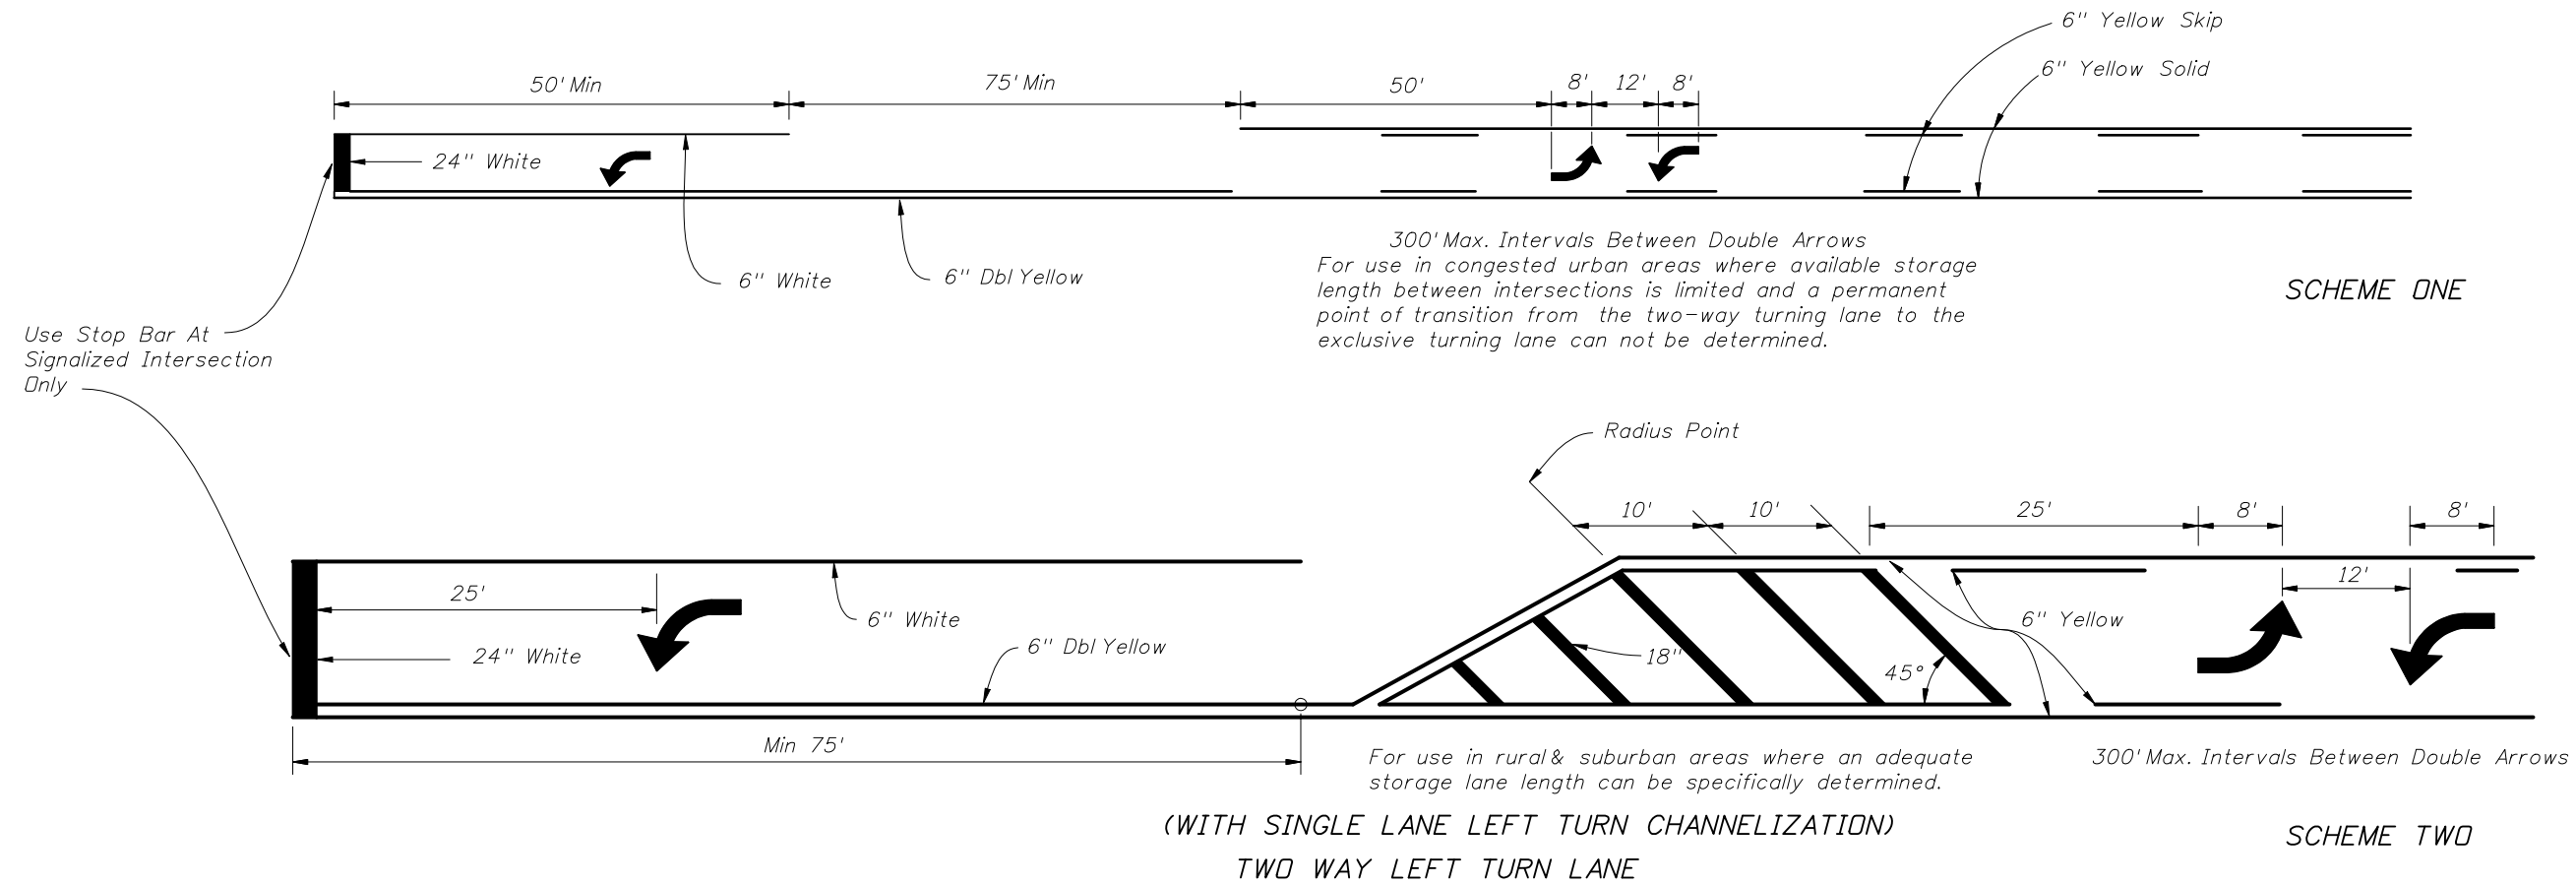 6" Yellow Skip
6" Yellow Solid
50' Min
75' Min
50'
8'
12'
8'
24" White
6" White
6" Dbl Yellow
300' Max. Intervals Between Double Arrows
For use in congested urban areas where available storage
length between intersections is limited and a permanent
point of transition from the two-way turning lane to the
exclusive turning lane can not be determined.
SCHEME ONE
Use Stop Bar At
Signalized Intersection
Only
Radius Point
10'
10'
25'
8'
8'
12'
25'
6" White
6" Yellow
24" White
6" Dbl Yellow
18"
45°
Min 75'
For use in rural & suburban areas where an adequate
storage lane length can be specifically determined.
300' Max. Intervals Between Double Arrows
(WITH SINGLE LANE LEFT TURN CHANNELIZATION)
TWO WAY LEFT TURN LANE
SCHEME TWO